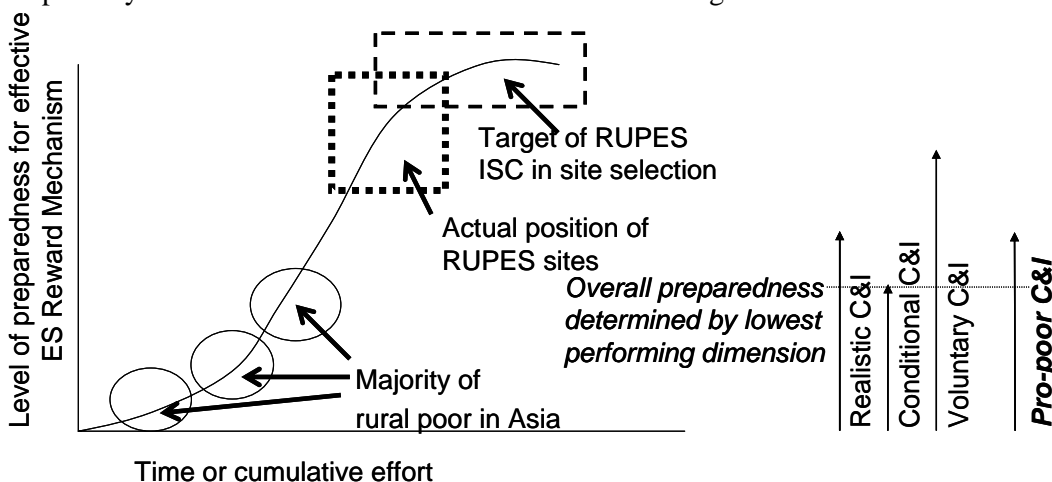 Level of preparedness for effective
ES Reward Mechanism
Target of RUPES
ISC in site selection
Actual position of
RUPES sites
Overall preparedness
determined by lowest
performing dimension
Majority of
rural poor in Asia
Time or cumulative effort
Realistic C&I
Conditional C&I
Voluntary C&I
Pro-poor C&I